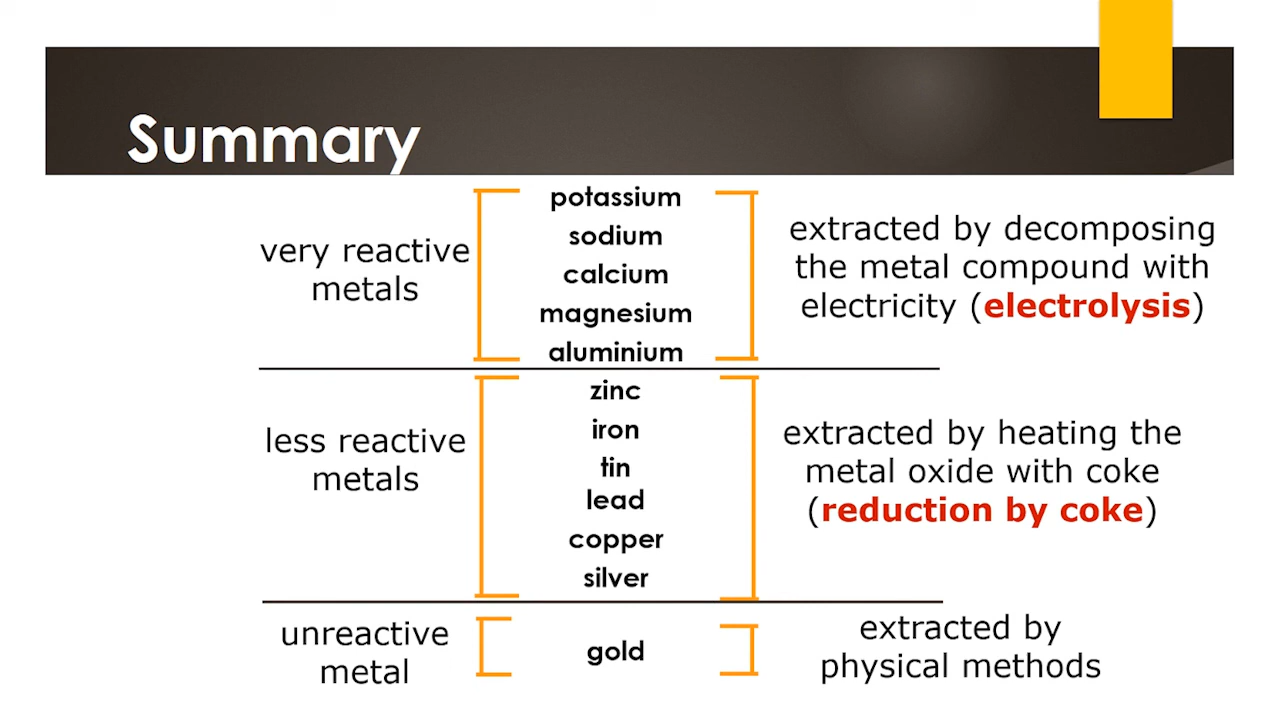 Summary
very reactive
metals
potassium
sodium
calcium
magnesium
aluminium
extracted by decomposing
the metal compound with
electricity (electrolysis)
less reactive
metals
zinc
iron
tin
lead
copper
silver
extracted by heating the
metal oxide with coke
(reduction by coke)
unreactive
metal
gold
extracted by
physical methods